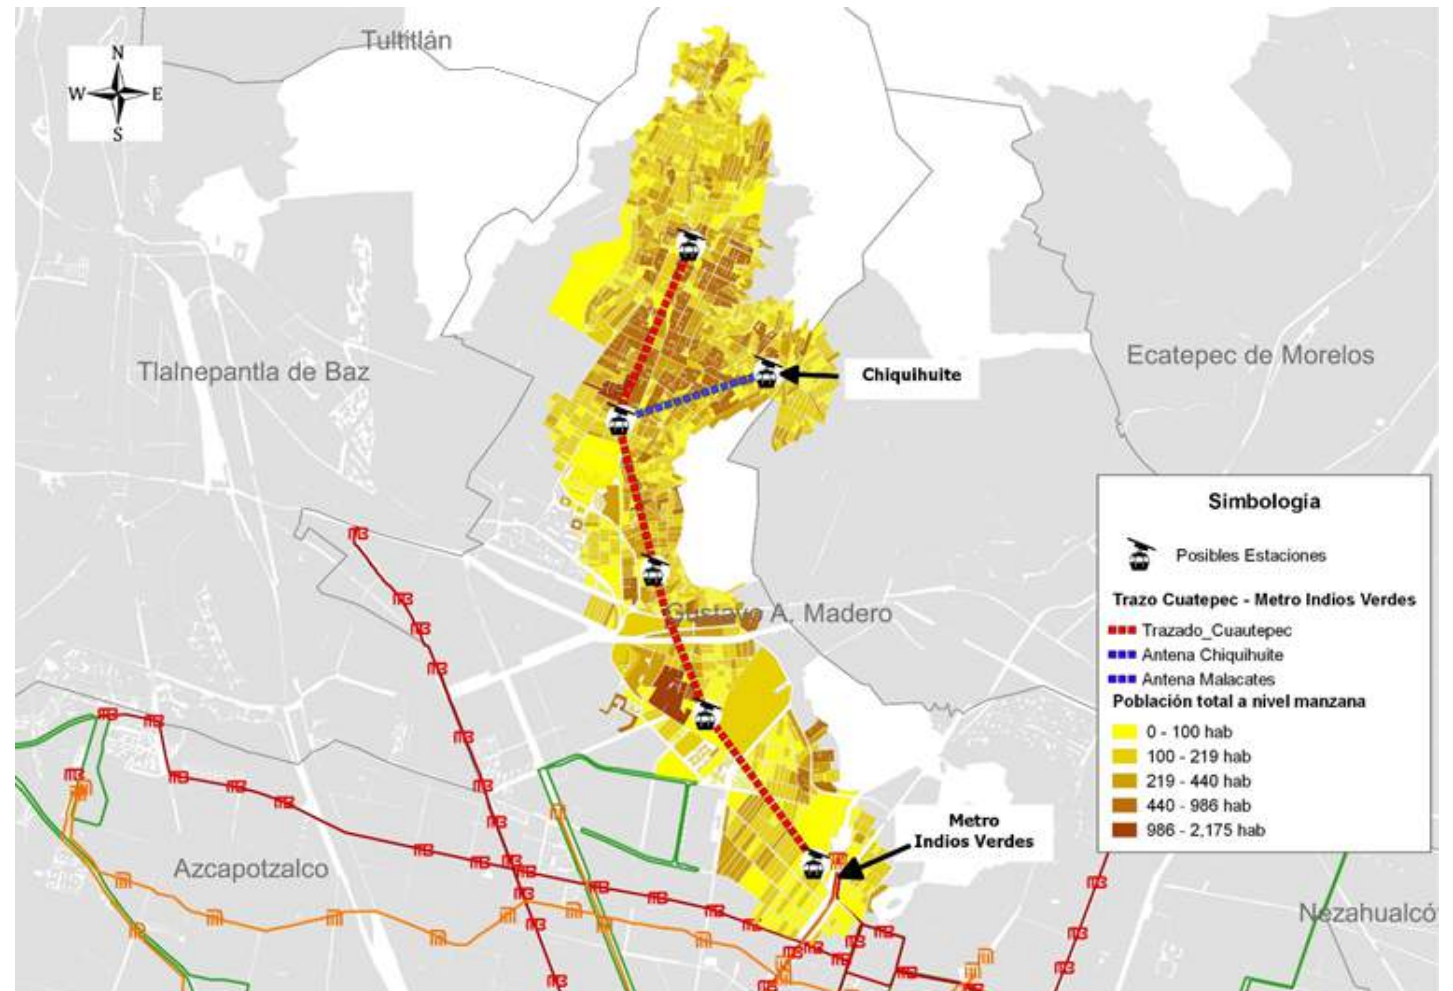 Tultitlán
N
W
E
S
Tlalnepantla de Baz
Ecatepec de Morelos
Chiquihuite
Gustavo A. Madero
Metro
Indios Verdes
Azcapotzalco
Nezahualcó
Simbología
Posibles Estaciones
Trazo Cuatepec - Metro Indios Verdes
Trazado_Cuautepec
Antena Chiquihuite
Antena Malacates
Población total a nivel manzana
0 - 100 hab
100 - 219 hab
219 - 440 hab
440 - 986 hab
986 - 2,175 hab